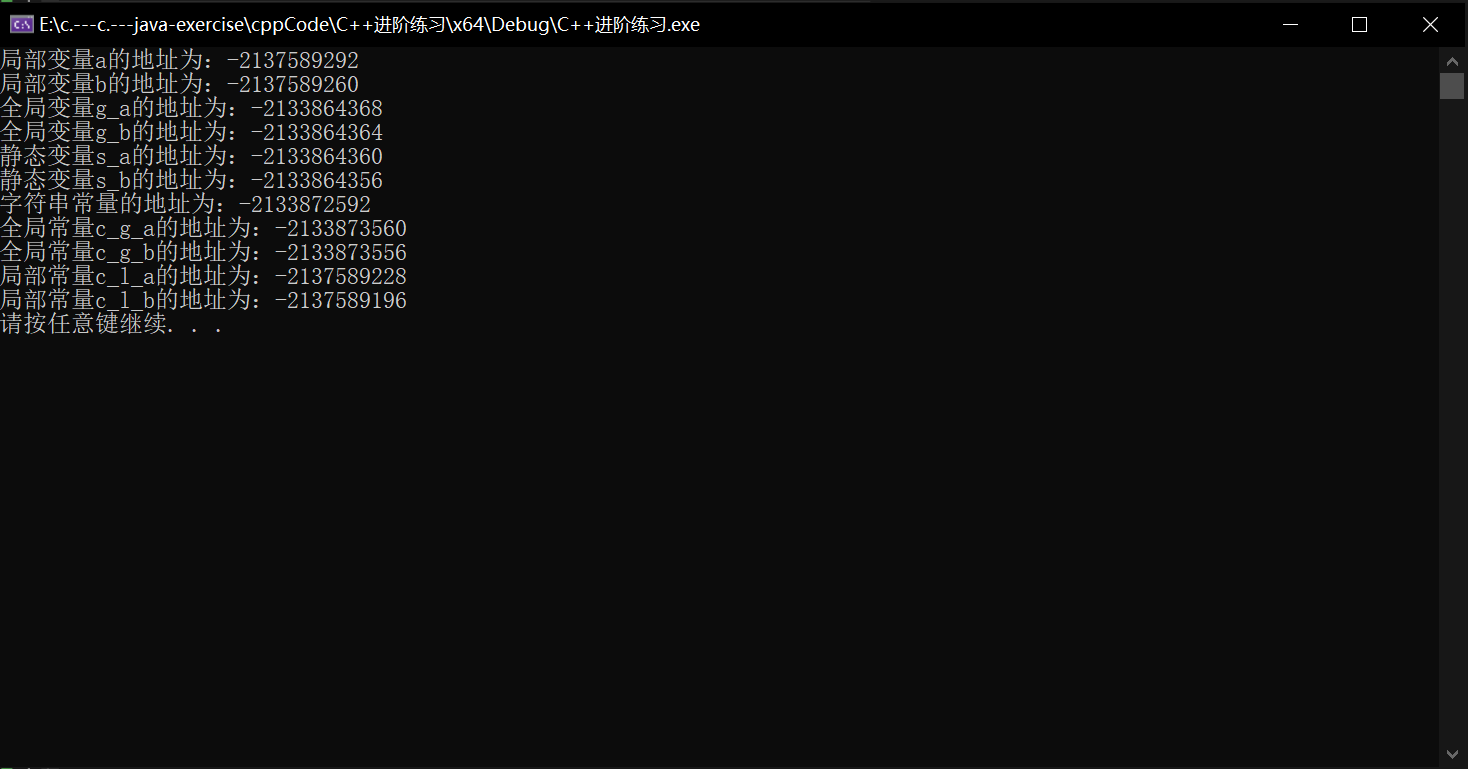 E:\c.---c.---java-exercise\cppCode\C++进阶练习\x64\Debug\C++进阶练习.exe
局部变量a的地址为：-2137589292
局部变量b的地址为：-2137589260
全局变量g_a的地址为：-2133864368
全局变量g_b的地址为：-2133864364
静态变量s_a的地址为：-2133864360
静态变量s_b的地址为：-2133864356
字符串常量的地址为：-2133872592
全局常量c_g_a的地址为：-2133873560
全局常量c_g_b的地址为：-2133873556
局部常量c_l_a的地址为：-2137589228
局部常量c_l_b的地址为：-2137589196
请按任意键继续. . .